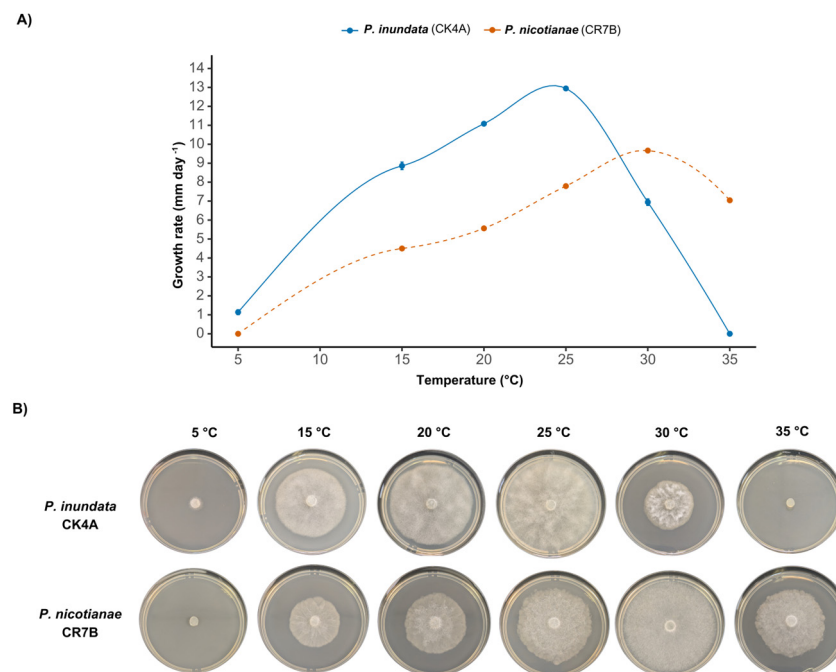 A)
P. inundata (CK4A) P. nicotianae (CR7B)
14
13
12
11
10
9
8
7
6
5
4
3
2
1
0
Growth rate (mm day -1)
5 10 15 20 25 30 35
Temperature (°C)
B)
5 °C 15 °C 20 °C 25 °C 30 °C 35 °C
P. inundata
CK4A
P. nicotianae
CR7B